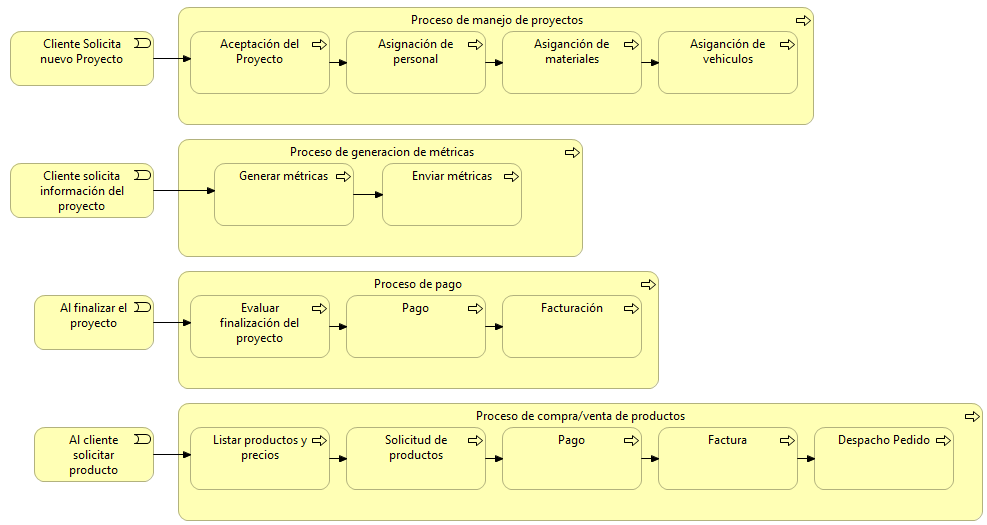 Proceso de manejo de proyectos
Cliente Solicita
nuevo Proyecto
Aceptación del
Proyecto
Asignación de
personal
Asigancón de
materiales
Asigancón de
vehiculos
Proceso de generacion de métricas
Cliente solicita
información del
proyecto
Generar métricas
Enviar métricas
Proceso de pago
Al finalizar el
proyecto
Evaluar
finalización del
proyecto
Pago
Facturación
Proceso de compra/venta de productos
Al cliente
solicitar
producto
Listar productos y
precios
Solicitud de
productos
Pago
Factura
Despacho Pedido